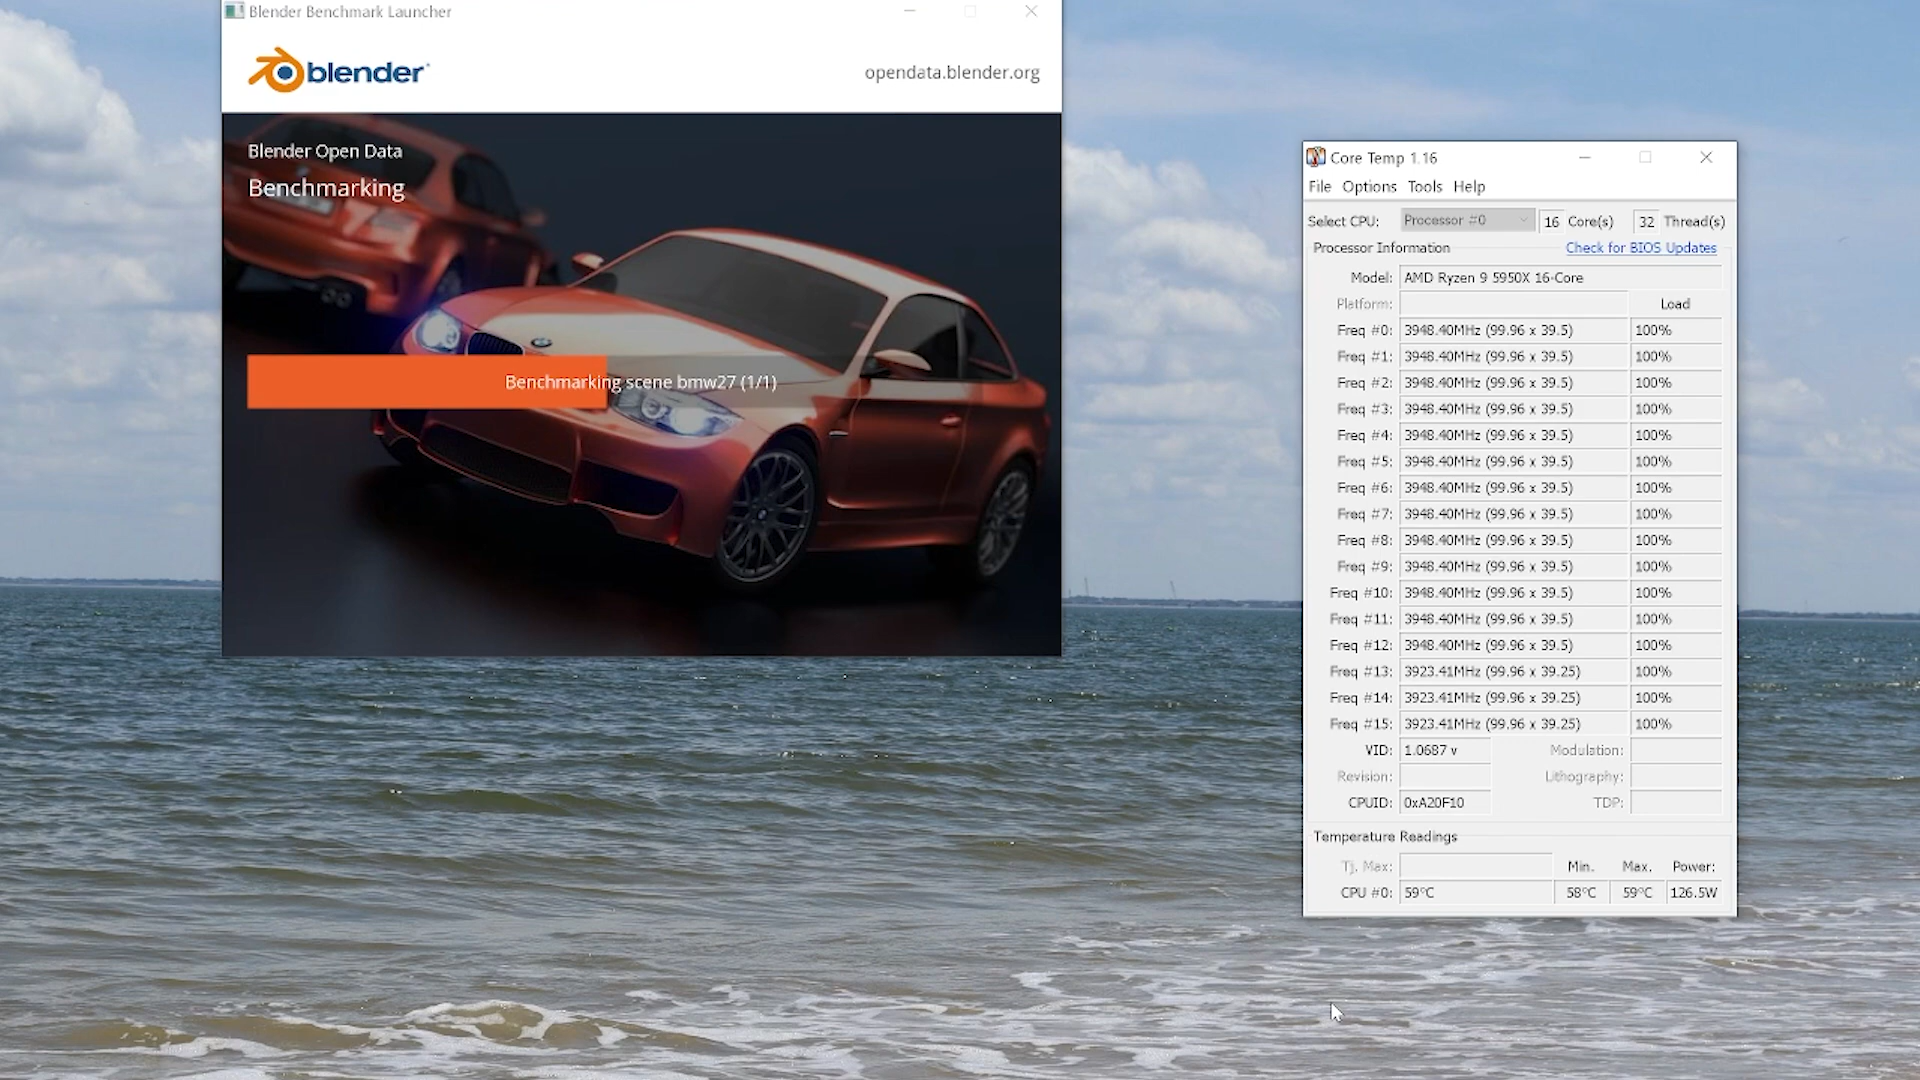 Blender Benchmark Launcher
blender
opendata.blender.org
Blender Open Data
Benchmarking
Benchmarking scene bmw27 (1/1)
Core Temp 1.16
File Options Tools Help
Select CPU: Processor #0 16 Core(s) 32 Thread(s)
Processor Information Check for BIOS Updates
Model: AMD Ryzen 9 5950X 16-Core
Platform: Load
Freq #0: 3948.40MHz (99.96 x 39.5) 100%
Freq #1: 3948.40MHz (99.96 x 39.5) 100%
Freq #2: 3948.40MHz (99.96 x 39.5) 100%
Freq #3: 3948.40MHz (99.96 x 39.5) 100%
Freq #4: 3948.40MHz (99.96 x 39.5) 100%
Freq #5: 3948.40MHz (99.96 x 39.5) 100%
Freq #6: 3948.40MHz (99.96 x 39.5) 100%
Freq #7: 3948.40MHz (99.96 x 39.5) 100%
Freq #8: 3948.40MHz (99.96 x 39.5) 100%
Freq #9: 3948.40MHz (99.96 x 39.5) 100%
Freq #10: 3948.40MHz (99.96 x 39.5) 100%
Freq #11: 3948.40MHz (99.96 x 39.5) 100%
Freq #12: 3948.40MHz (99.96 x 39.5) 100%
Freq #13: 3923.41MHz (99.96 x 39.25) 100%
Freq #14: 3923.41MHz (99.96 x 39.25) 100%
Freq #15: 3923.41MHz (99.96 x 39.25) 100%
VID: 1.0687 v Modulation:
Revision: Lithography:
CPUID: 0xA20F10 TDP:
Temperature Readings
Tj. Max: Min. Max. Power:
CPU #0: 59°C 58°C 59°C 126.5W